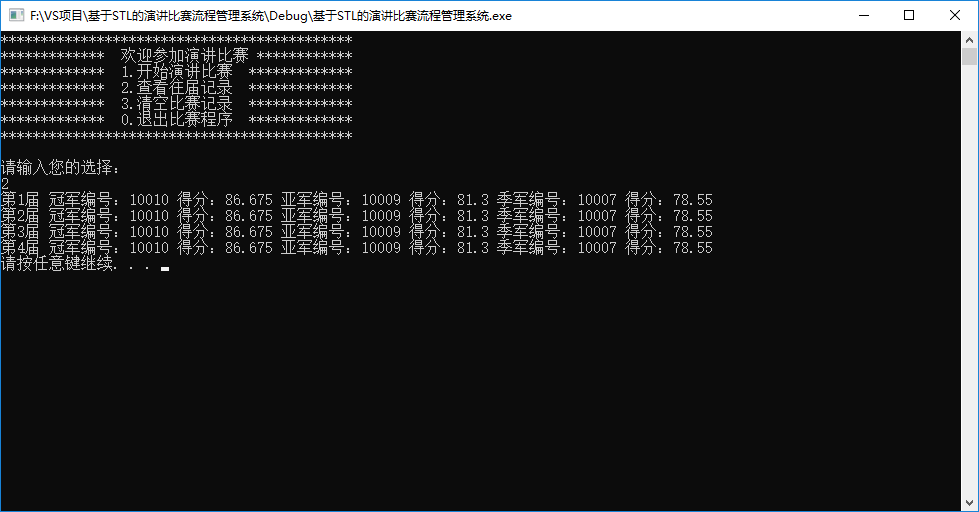 F:\VS项目\基于STL的演讲比赛流程管理系统\Debug\基于STL的演讲比赛流程管理系统.exe
********************************************
*************  欢迎参加演讲比赛 ************
*************  1.开始演讲比赛  *************
*************  2.查看往届记录  *************
*************  3.清空比赛记录  *************
*************  0.退出比赛程序  *************
********************************************
请输入您的选择：
2
第1届 冠军编号：10010 得分：86.675 亚军编号：10009 得分：81.3 季军编号：10007 得分：78.55
第2届 冠军编号：10010 得分：86.675 亚军编号：10009 得分：81.3 季军编号：10007 得分：78.55
第3届 冠军编号：10010 得分：86.675 亚军编号：10009 得分：81.3 季军编号：10007 得分：78.55
第4届 冠军编号：10010 得分：86.675 亚军编号：10009 得分：81.3 季军编号：10007 得分：78.55
请按任意键继续. . .